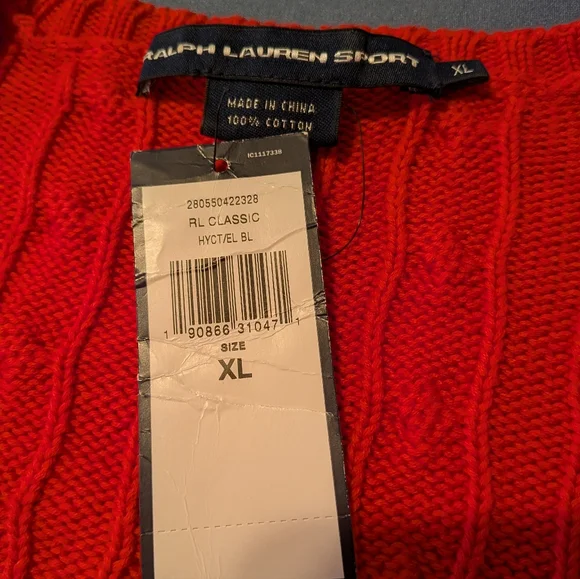 RALPH LAUREN SPORT
XL
MADE IN CHINA
100% COTTON
IC1117338
280550422328
RL CLASSIC
HYCT/EL BL
1 90866 31047 1
SIZE
XL